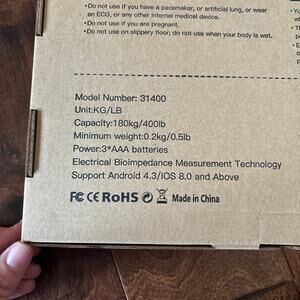 •Do not use if you have a pacemaker, or artificial lung, or wear
an ECG, or any other internal medical device.
•Do not use if you are pregnant.
•Do not use on slippery floor; do not use when your body is wet.
Model Number: 31400
Unit:KG/LB
Capacity:180kg/400lb
Minimum weight:0.2kg/0.5lb
Power:3*AAA batteries
Electrical Bioimpedance Measurement Technology
Support Android 4.3/IOS 8.0 and Above
FC CE RoHS Made in China